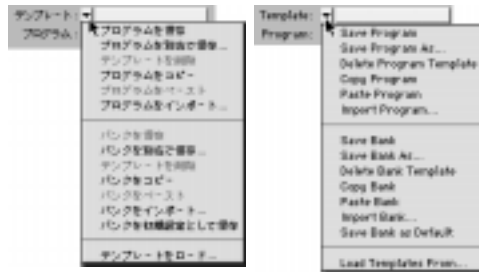 テンプレート:
プログラム:
プログラムを保存
プログラムを別名で保存...
テンプレートを削除
プログラムをコピー
プログラムをペースト
プログラムをインポート...
バンクを保存
バンクを別名で保存...
テンプレートを削除
バンクをコピー
バンクをペースト
バンクをインポート...
バンクを初期設定として保存
テンプレートをロード...
Template:
Program:
Save Program
Save Program As...
Delete Program Template
Copy Program
Paste Program
Import Program...
Save Bank
Save Bank As...
Delete Bank Template
Copy Bank
Paste Bank
Import Bank...
Save Bank as Default
Load Templates From...